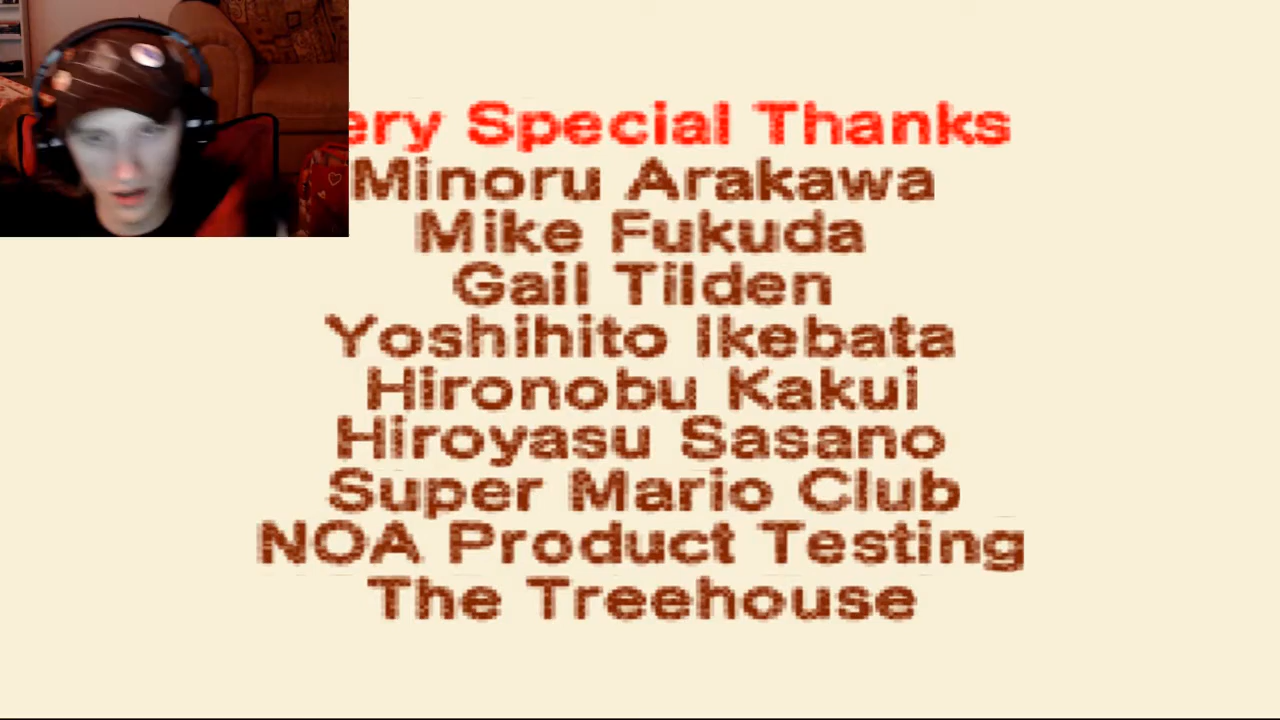 ery Special Thanks
Minoru Arakawa
Mike Fukuda
Gail Tilden
Yoshihito Ikebata
Hironobu Kakui
Hiroyasu Sasano
Super Mario Club
NOA Product Testing
The Treehouse